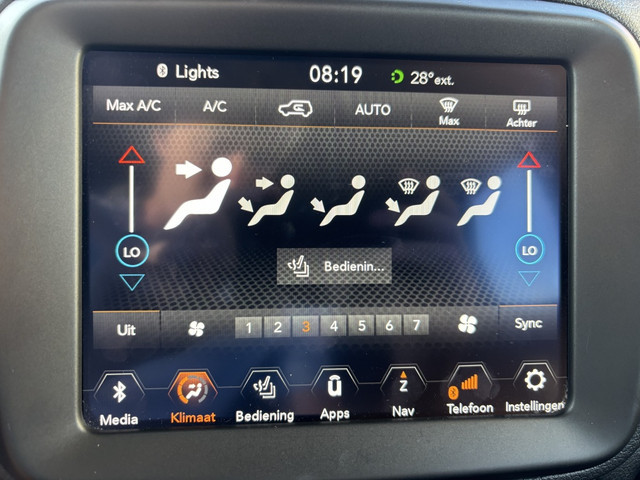 Lights 08:19 28° ext.
Max A/C A/C AUTO Max Achter
LO LO
Bedienin...
Uit 1 2 3 4 5 6 7 Sync
Media Klimaat Bediening Apps Nav Telefoon Instellingen